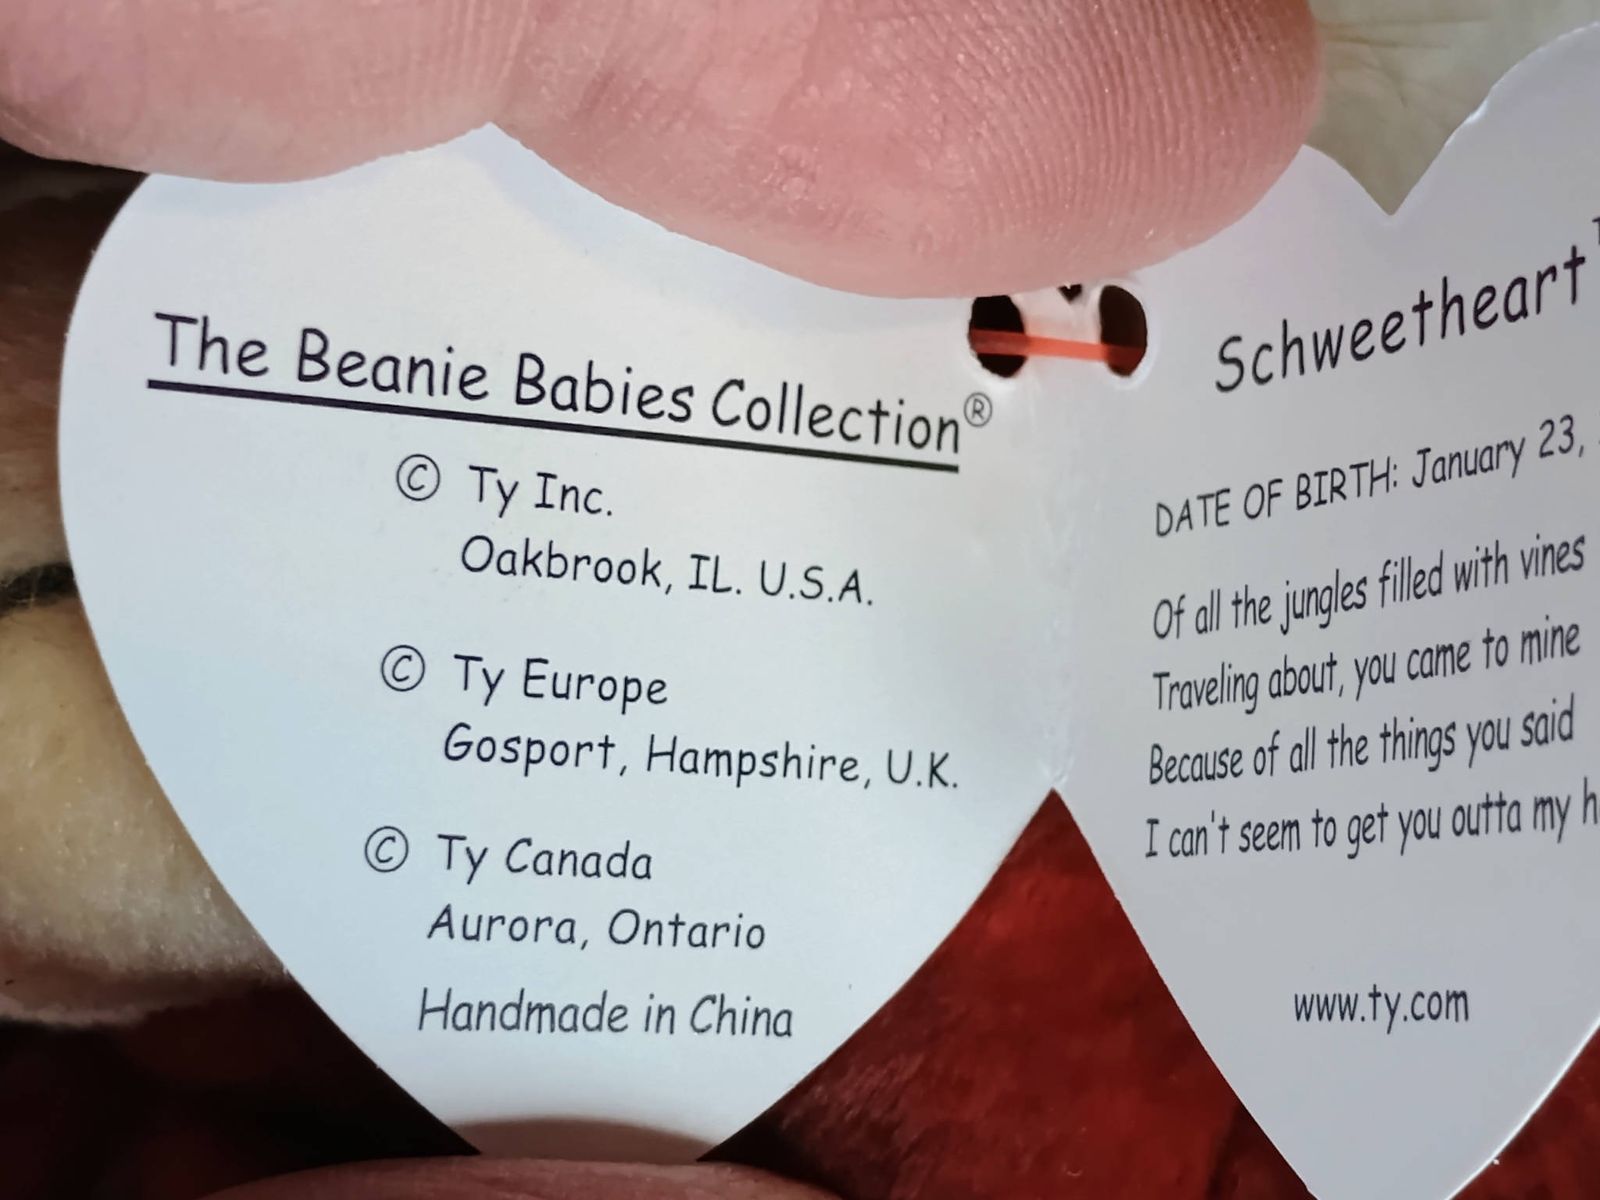 The Beanie Babies Collection®
© Ty Inc.
Oakbrook, IL. U.S.A.
© Ty Europe
Gosport, Hampshire, U.K.
© Ty Canada
Aurora, Ontario
Handmade in China
Schweetheart
DATE OF BIRTH: January 23,
Of all the jungles filled with vines
Traveling about, you came to mine
Because of all the things you said
I can't seem to get you outta my
www.ty.com